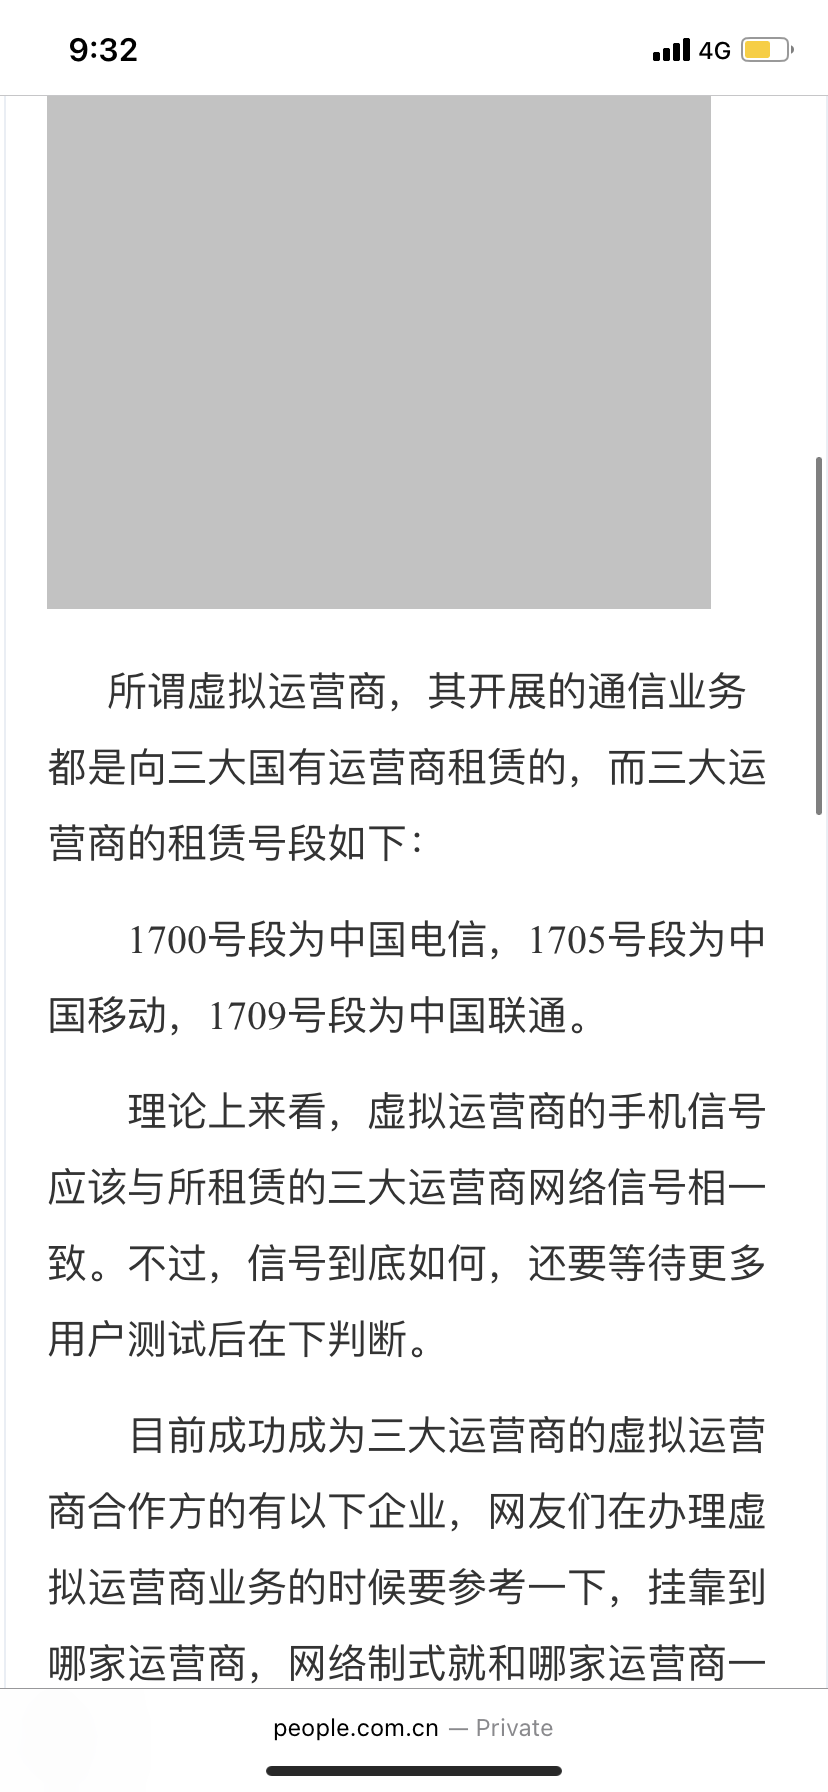 9:32
4G
所谓虚拟运营商，其开展的通信业务
都是向三大国有运营商租赁的，而三大运
营商的租赁号段如下：
1700号段为中国电信，1705号段为中
国移动，1709号段为中国联通。
理论上来看，虚拟运营商的手机信号
应该与所租赁的三大运营商网络信号相一
致。不过，信号到底如何，还要等待更多
用户测试后在下判断。
目前成功成为三大运营商的虚拟运营
商合作方的有以下企业，网友们在办理虚
拟运营商业务的时候要参考一下，挂靠到
哪家运营商，网络制式就和哪家运营商一
people.com.cn — Private